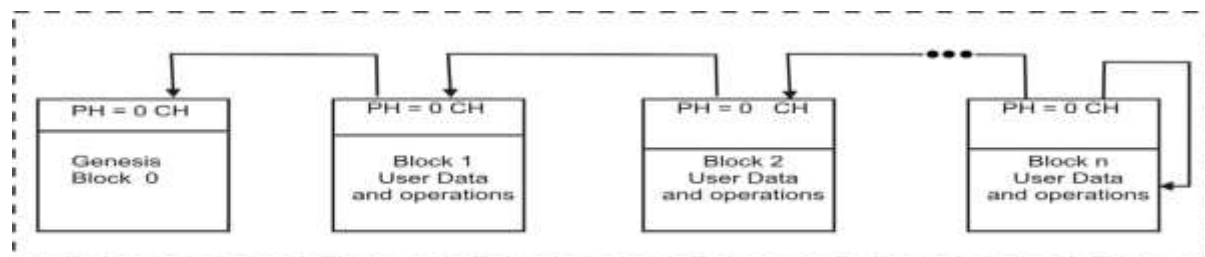 PH = 0 CH
Genesis
Block 0
PH = 0 CH
Block 1
User Data
and operations
PH = 0 CH
Block 2
User Data
and operations
PH = 0 CH
Block n
User Data
and operations